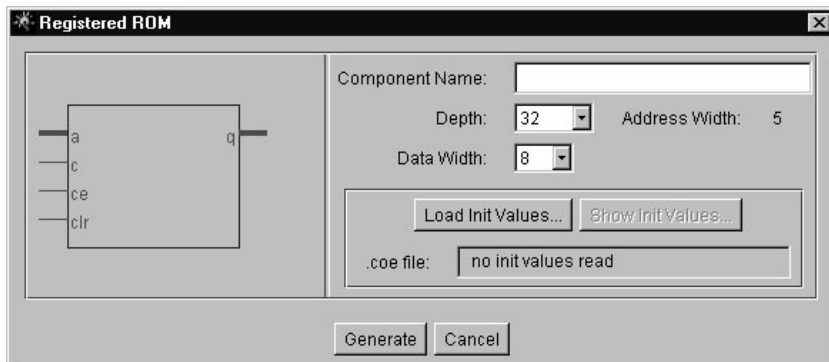 Registered ROM
a
q
c
ce
clr
Component Name:
Depth: 32 Address Width: 5
Data Width: 8
Load Init Values... Show Init Values...
.coe file: no init values read
Generate Cancel